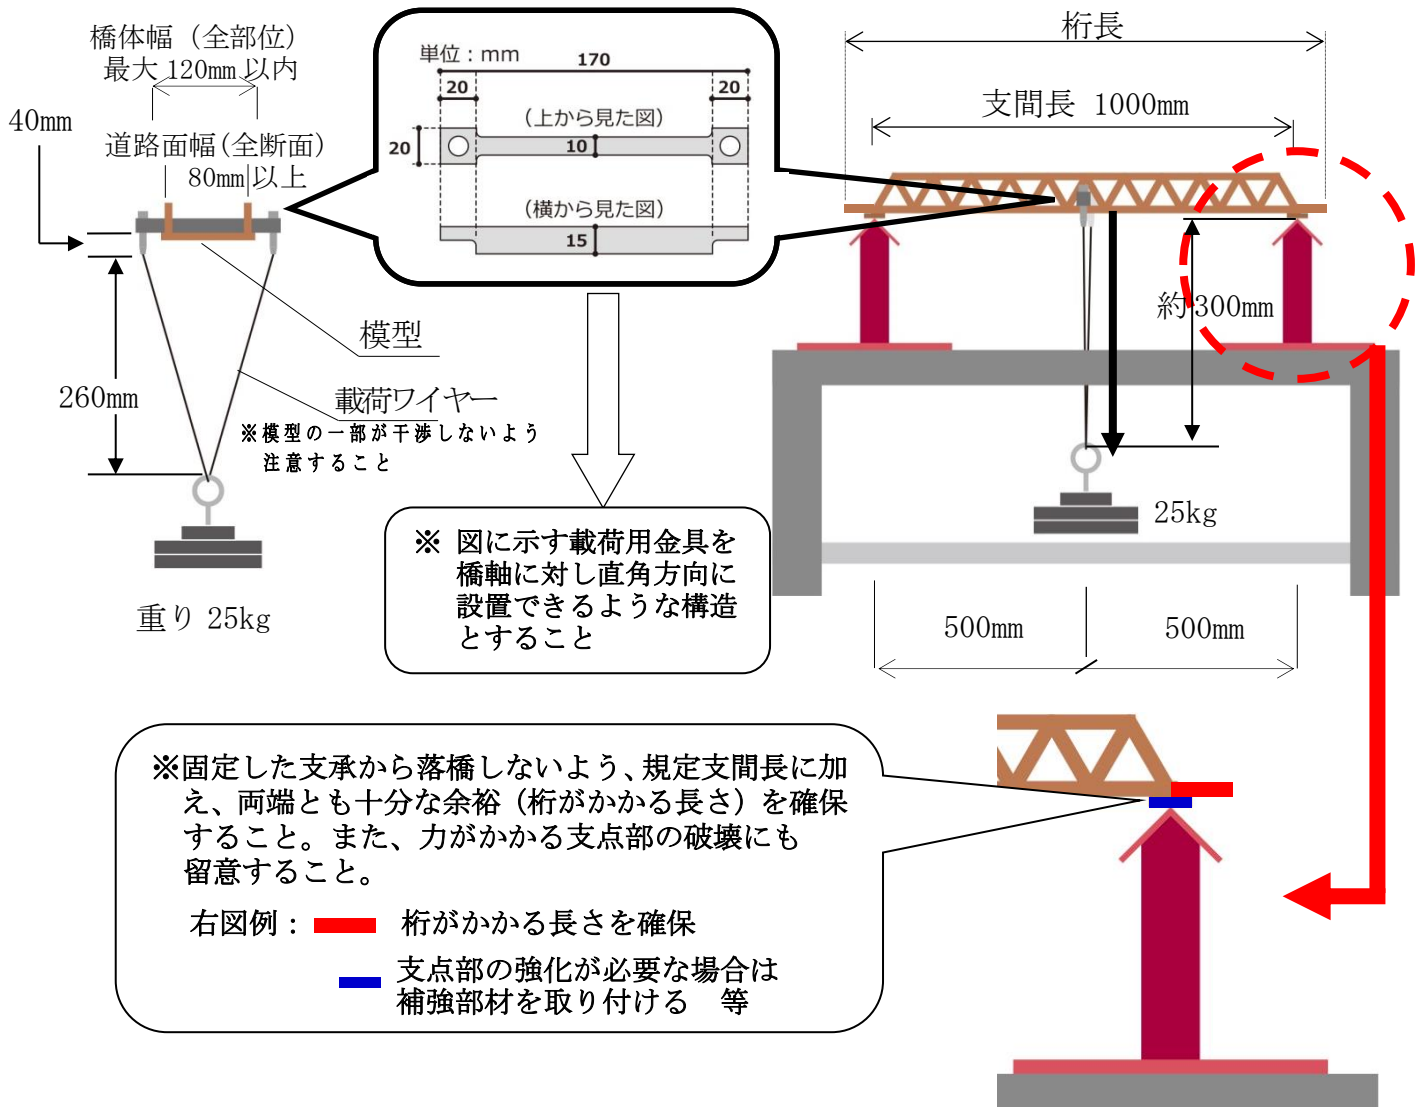 橋体幅（全部位）
最大 120mm 以内
40mm
道路面幅(全断面)
80mm 以上
模型
260mm
載荷ワイヤー
※模型の一部が干渉しないよう
注意すること
重り 25kg
単位：mm
170
20
20
（上から見た図）
20
10
（横から見た図）
15
※ 図に示す載荷用金具を
橋軸に対し直角方向に
設置できるような構造
とすること
桁長
支間長 1000mm
約 300mm
25kg
500mm
500mm
※固定した支承から落橋しないよう、規定支間長に加
え、両端とも十分な余裕（桁がかかる長さ）を確保
すること。また、力がかかる支点部の破壊にも
留意すること。
右図例：
桁がかかる長さを確保
支点部の強化が必要な場合は
補強部材を取り付ける　等